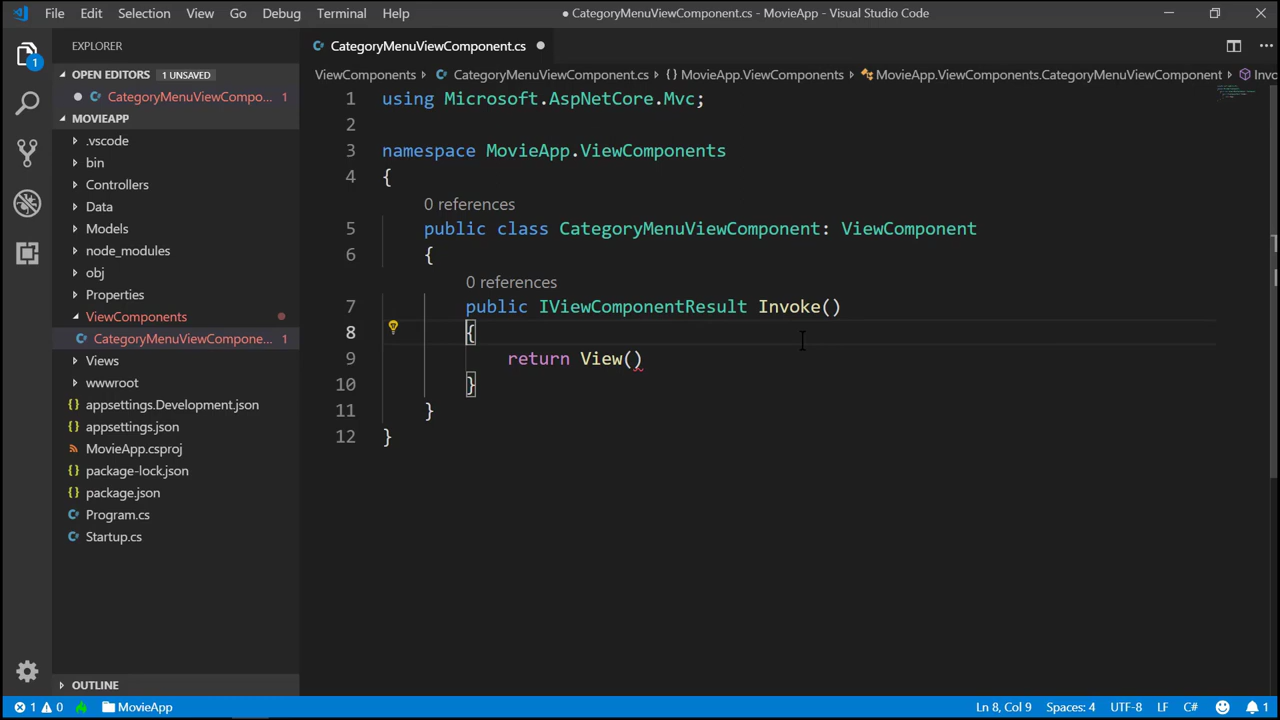 File Edit Selection View Go Debug Terminal Help
● CategoryMenuViewComponent.cs - MovieApp - Visual Studio Code
1
EXPLORER
OPEN EDITORS 1 UNSAVED
CategoryMenuViewCompo... 1
MOVIEAPP
.vscode
bin
Controllers
Data
Models
node_modules
obj
Properties
ViewComponents
CategoryMenuViewCompone... 1
Views
wwwroot
appsettings.Development.json
appsettings.json
MovieApp.csproj
package-lock.json
package.json
Program.cs
Startup.cs
OUTLINE
CategoryMenuViewComponent.cs
ViewComponents CategoryMenuViewComponent.cs { } MovieApp.ViewComponents MovieApp.ViewComponents.CategoryMenuViewComponent Invo
1 using Microsoft.AspNetCore.Mvc;
2
3 namespace MovieApp.ViewComponents
4 {
0 references
5 public class CategoryMenuViewComponent: ViewComponent
6 {
0 references
7 public IViewComponentResult Invoke()
8 {
9 return View()
10 }
11 }
12 }
1 0 MovieApp
Ln 8, Col 9 Spaces: 4 UTF-8 LF C# 1